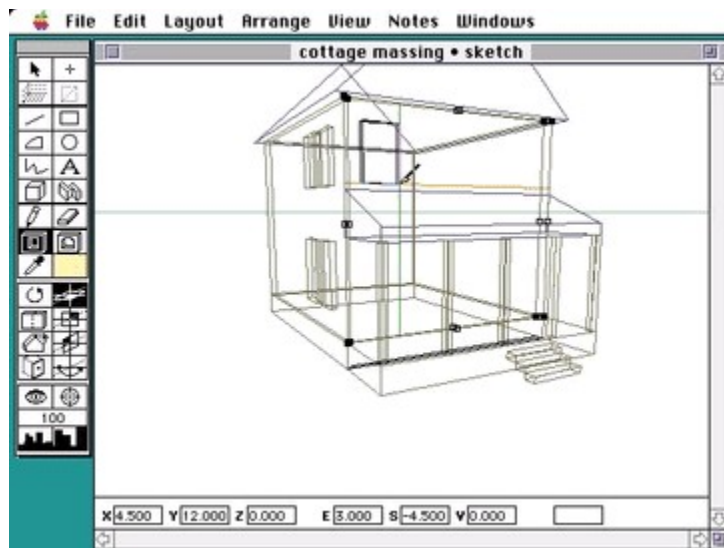 File Edit Layout Arrange View Notes Windows
cottage massing • sketch
A
100
X 4.500 Y 12.000 Z 0.000 E 3.000 S -4.500 V 0.000